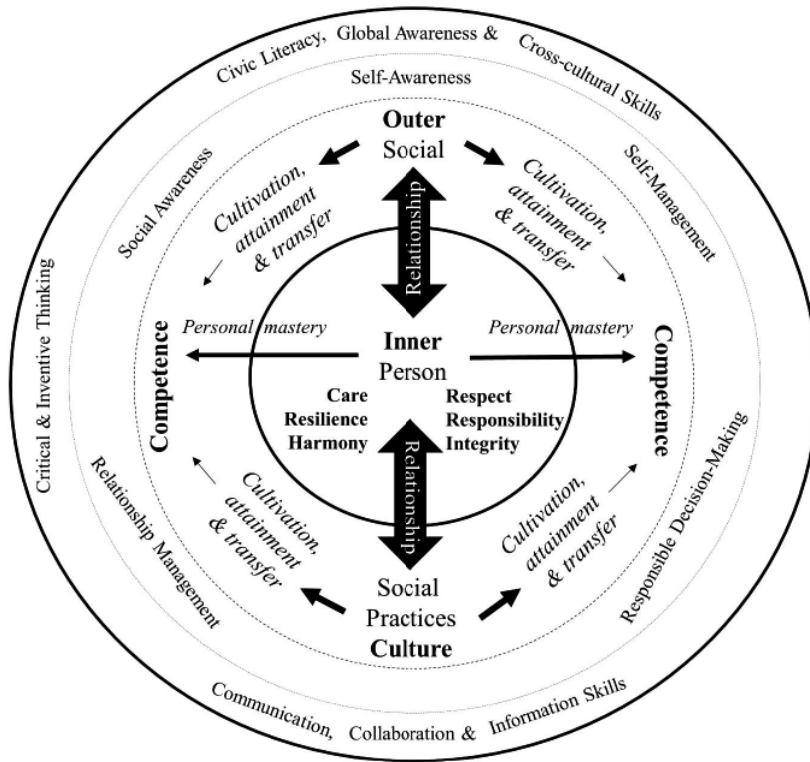 Civic Literacy, Global Awareness & Cross-cultural Skills
Self-Awareness
Outer
Social
Social Awareness
Self-Management
Cultivation,
attainment
& transfer
Cultivation,
attainment
& transfer
Relationship
Critical & Inventive Thinking
Personal mastery
Personal mastery
Inner
Person
Competence
Competence
Care
Resilience
Harmony
Respect
Responsibility
Integrity
Relationship
Cultivation,
attainment
& transfer
Cultivation,
attainment
& transfer
Relationship Management
Responsible Decision-Making
Social
Practices
Culture
Communication, Collaboration & Information Skills